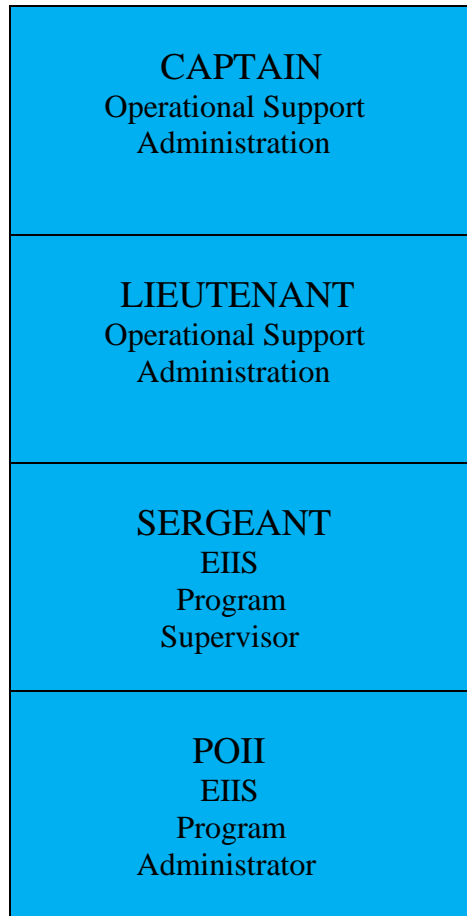 CAPTAIN
Operational Support
Administration
LIEUTENANT
Operational Support
Administration
SERGEANT
EIIS
Program
Supervisor
POII
EIIS
Program
Administrator